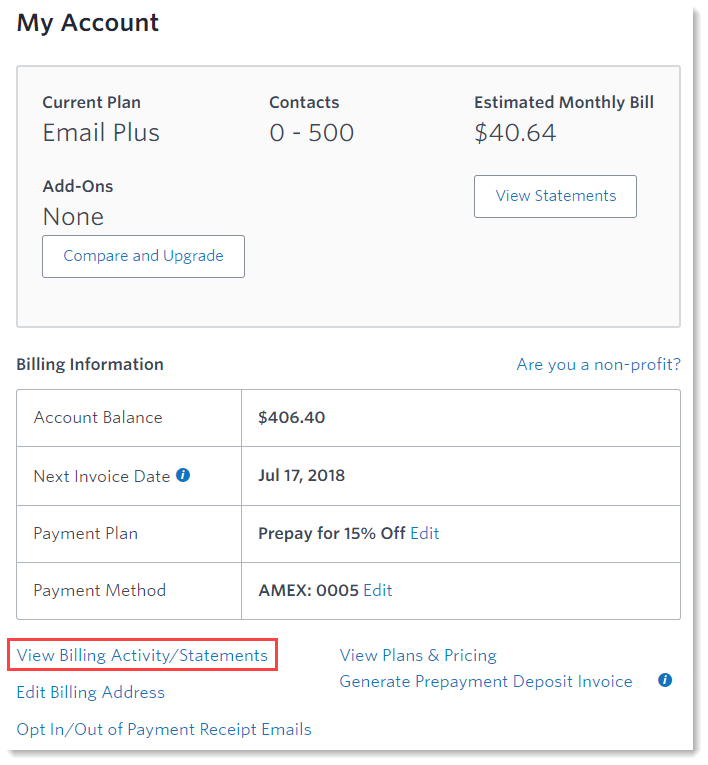 My Account
Current Plan
Email Plus
Contacts
0 - 500
Estimated Monthly Bill
$40.64
View Statements
Add-Ons
None
Compare and Upgrade
Billing Information
Are you a non-profit?
Account Balance
$406.40
Next Invoice Date i
Jul 17, 2018
Payment Plan
Prepay for 15% Off Edit
Payment Method
AMEX: 0005 Edit
View Billing Activity/Statements
Edit Billing Address
Opt In/Out of Payment Receipt Emails
View Plans & Pricing
Generate Prepayment Deposit Invoice i